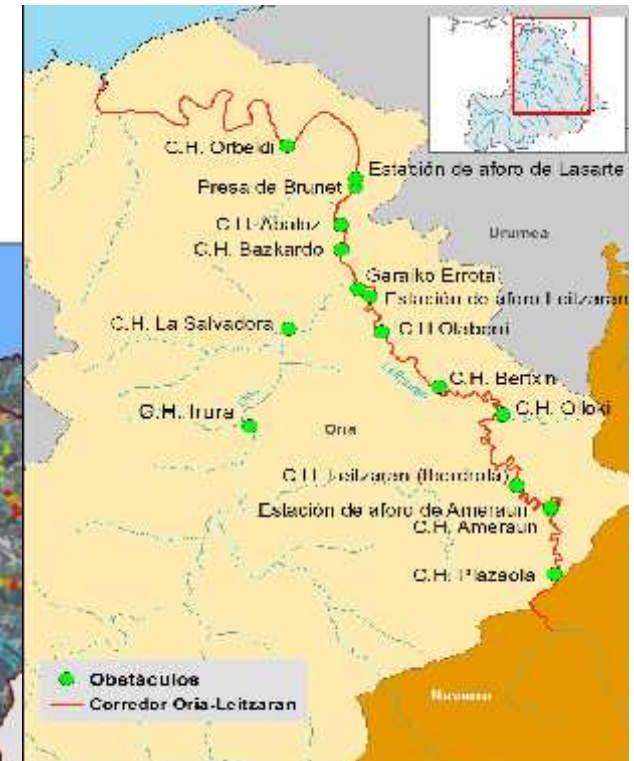 C.H. Orbeldi
Estación de aforo de Lasarte
Presa de Brunet
C.H. Abaloz
C.H. Bazkardo
Urumea
Garaiko Errota
Estación de aforo Leitzaran
C.H. La Salvadora
C.H. Olaberri
Leitzaran
C.H. Bertxin
C.H. Olloki
C.H. Irura
Oria
C.H. Leitzaran (Iberdrola)
Estación de aforo de Ameraun
C.H. Ameraun
C.H. Plazaola
Obstáculos
Corredor Oria-Leitzaran
Navarra